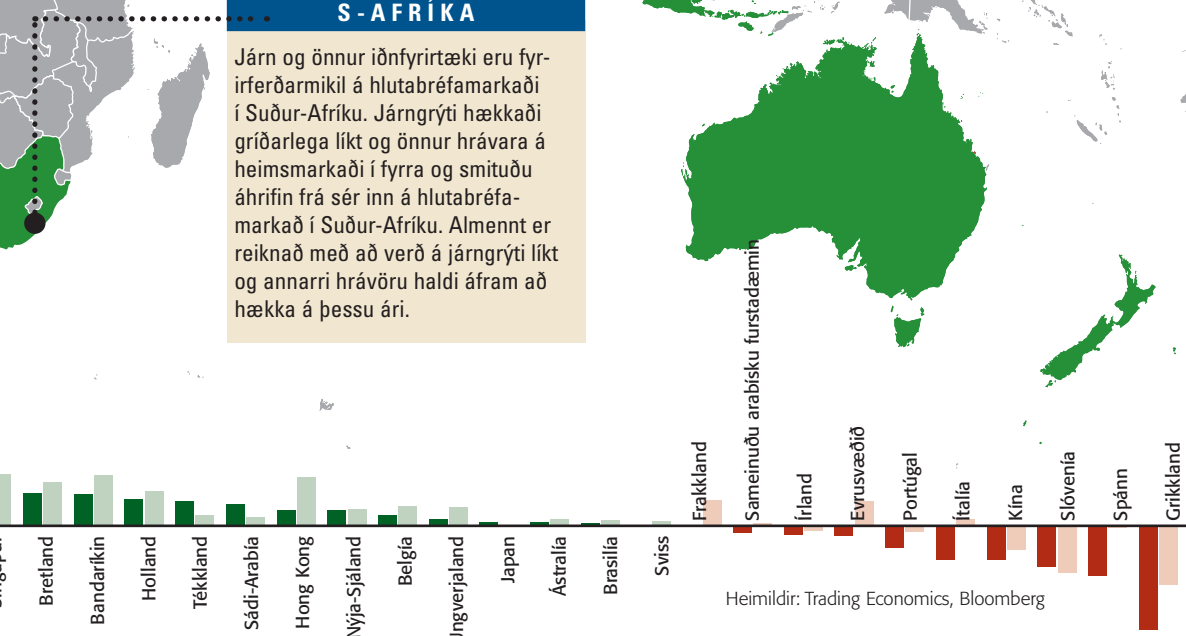 S-AFRÍKA
Járn og önnur iðnfyrirtæki eru fyr-
irferðarmikil á hlutabréfamarkaði
í Suður-Afríku. Járngrýti hækkaði
gríðarlega líkt og önnur hrávara á
heimsmarkaði í fyrra og smituðu
áhrifin frá sér inn á hlutabréfa-
markað í Suður-Afríku. Almennt er
reiknað með að verð á járngrýti líkt
og annarri hrávöru haldi áfram að
hækka á þessu ári.
Bretland
Bandaríkin
Holland
Tékkland
Sádi-Arabía
Hong Kong
Nýja-Sjáland
Belgía
Ungverjaland
Japan
Ástralía
Brasilía
Sviss
Frakkland
Sameinuðu arabísku furstadæmin
Írland
Evrusvæðið
Portúgal
Ítalía
Kína
Slóvenía
Spánn
Grikkland
Heimildir: Trading Economics, Bloomberg